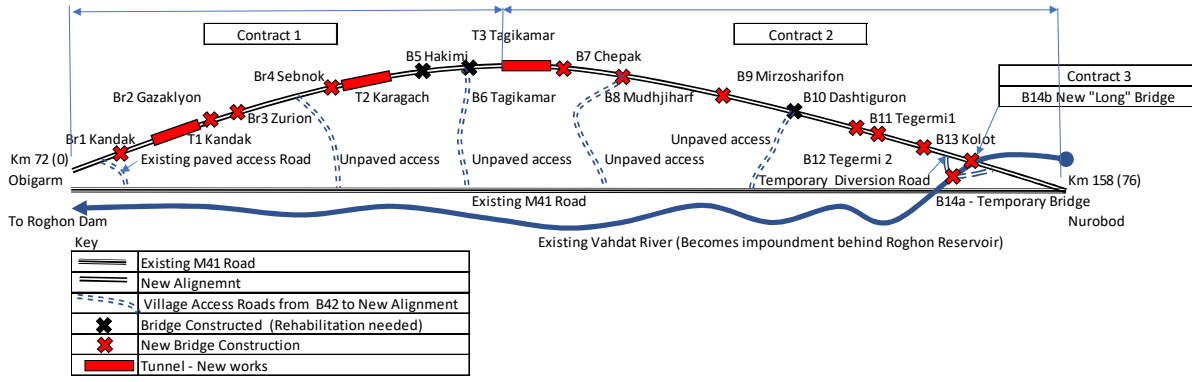 Contract 1
T3 Tagikamar
Contract 2
B5 Hakimi
B7 Chepak
Br4 Sebnok
B9 Mirzosharifon
Contract 3
B14b New "Long" Bridge
Br2 Gazaklyon
T2 Karagach
B6 Tagikamar
B8 Mudhjiharf
B10 Dashtiguron
Br3 Zurion
B11 Tegermi1
Br1 Kandak
T1 Kandak
Unpaved access
B13 Kolot
Km 72 (0)
Existing paved access Road
Unpaved access
Unpaved access
Unpaved access
B12 Tegermi 2
Obigarm
Temporary Diversion Road
Km 158 (76)
Existing M41 Road
B14a - Temporary Bridge
To Roghon Dam
Nurobod
Existing Vahdat River (Becomes impoundment behind Roghon Reservoir)
Key
Existing M41 Road
New Alignemnt
Village Access Roads from B42 to New Alignment
Bridge Constructed (Rehabilitation needed)
New Bridge Construction
Tunnel - New works